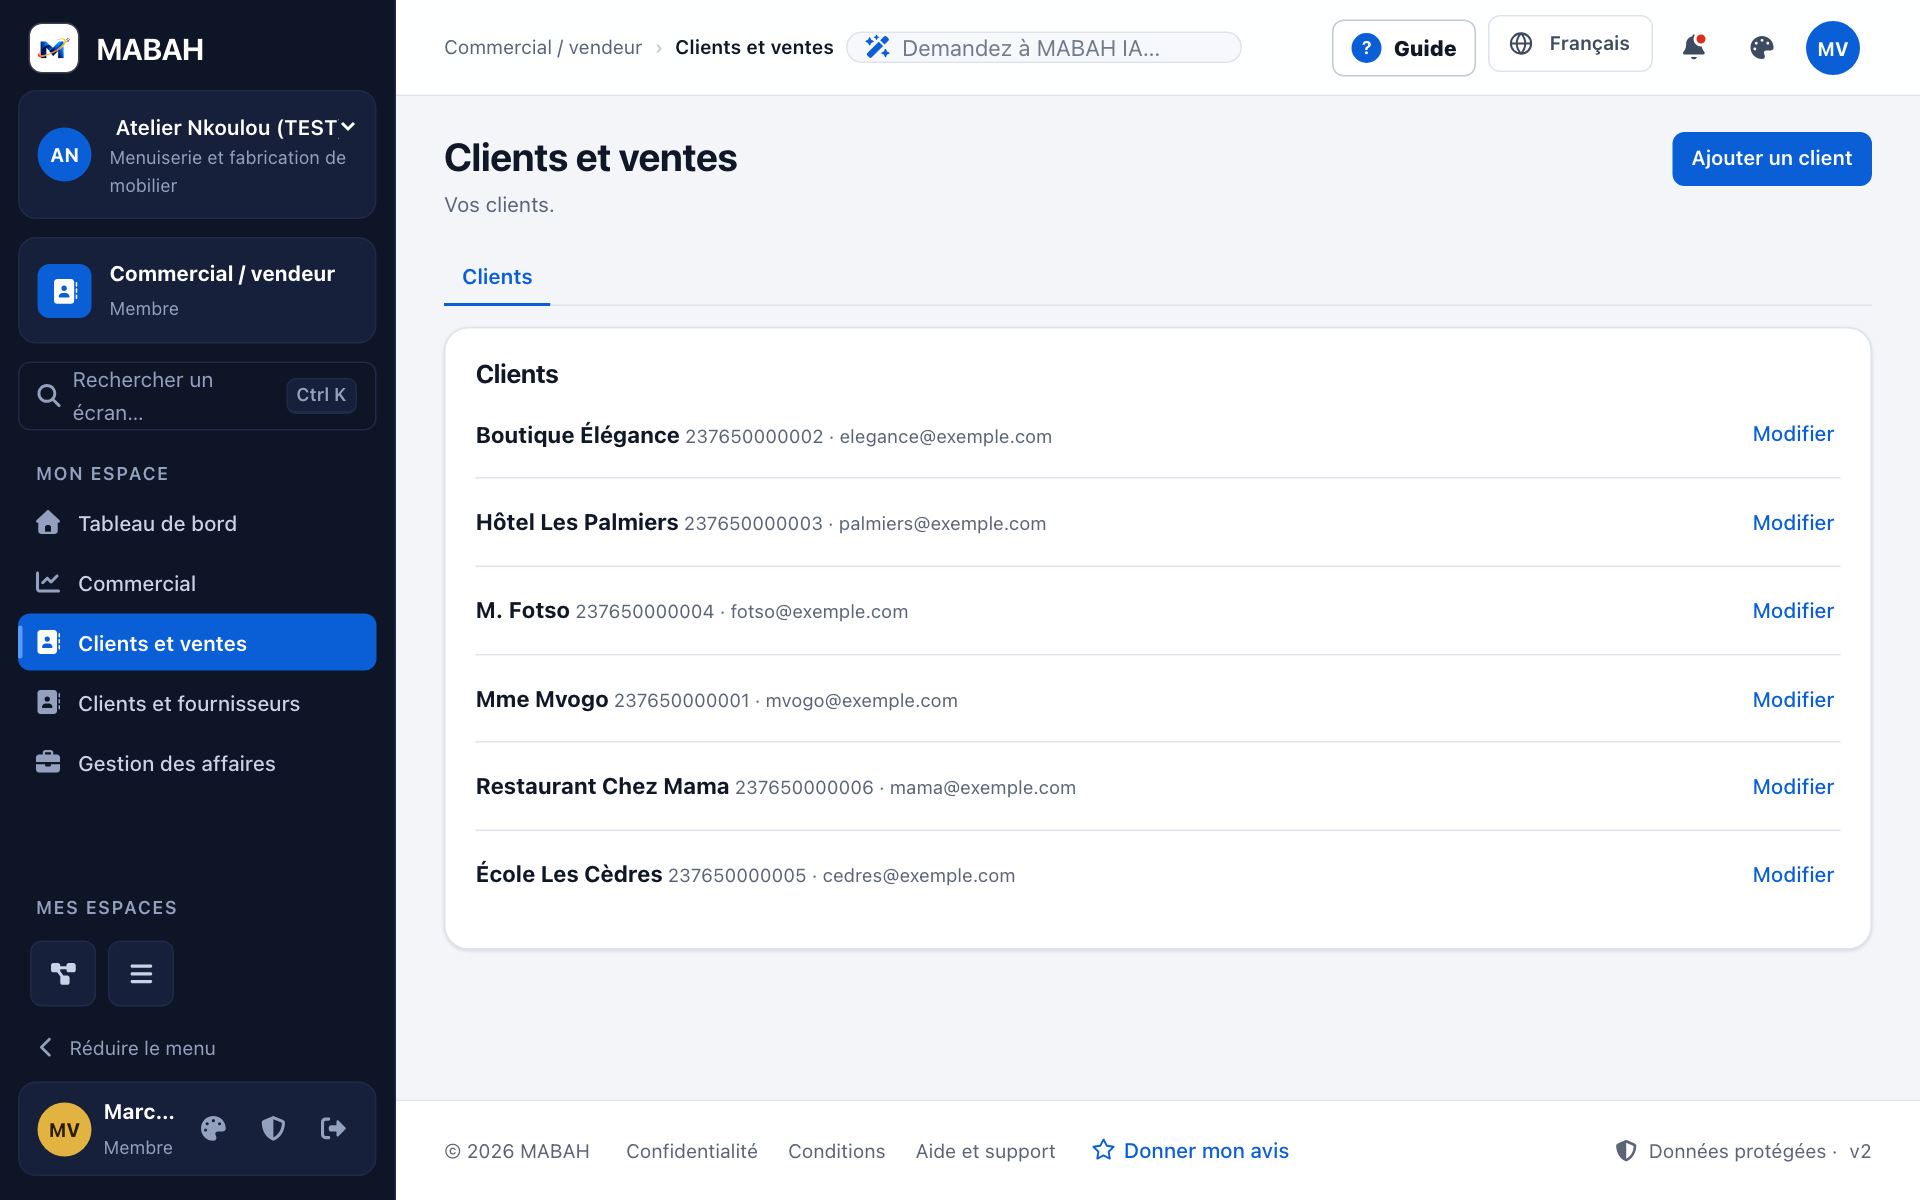 MABAH
Atelier Nkoulou (TEST
AN
Menuiserie et fabrication de
mobilier
Commercial / vendeur
Membre
Rechercher un
écran...
Ctrl K
MON ESPACE
Tableau de bord
Commercial
Clients et ventes
Clients et fournisseurs
Gestion des affaires
MES ESPACES
Réduire le menu
MV
Marc...
Membre
Commercial / vendeur › Clients et ventes
Demandez à MABAH IA...
? Guide
Français
MV
Clients et ventes
Vos clients.
Ajouter un client
Clients
Clients
Boutique Élégance 237650000002 · elegance@exemple.com Modifier
Hôtel Les Palmiers 237650000003 · palmiers@exemple.com Modifier
M. Fotso 237650000004 · fotso@exemple.com Modifier
Mme Mvogo 237650000001 · mvogo@exemple.com Modifier
Restaurant Chez Mama 237650000006 · mama@exemple.com Modifier
École Les Cèdres 237650000005 · cedres@exemple.com Modifier
© 2026 MABAH Confidentialité Conditions Aide et support Donner mon avis Données protégées · v2